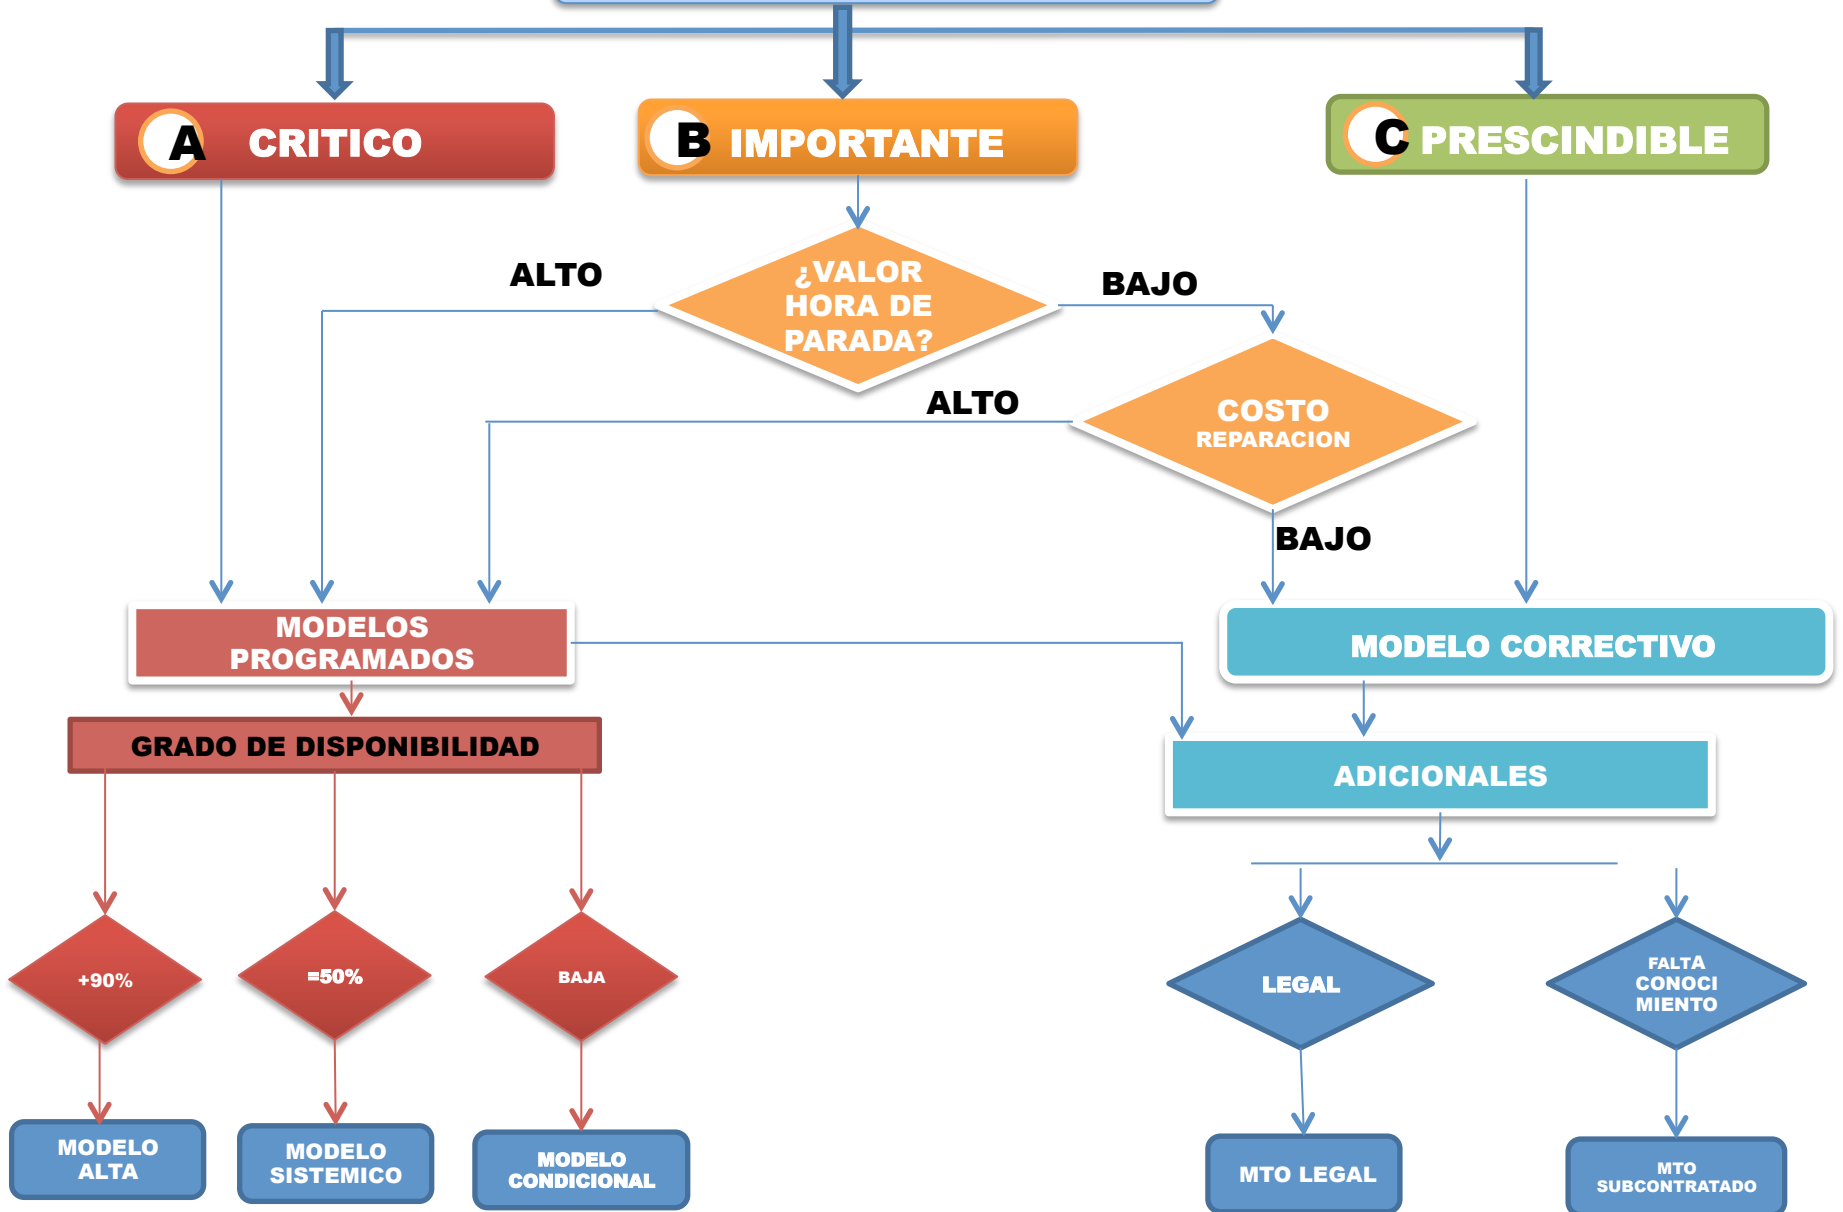 A CRITICO
B IMPORTANTE
C PRESCINDIBLE
¿VALOR
HORA DE
PARADA?
ALTO
BAJO
COSTO
REPARACION
ALTO
BAJO
MODELOS
PROGRAMADOS
MODELO CORRECTIVO
GRADO DE DISPONIBILIDAD
ADICIONALES
+90%
=50%
BAJA
LEGAL
FALTA
CONOCI
MIENTO
MODELO
ALTA
MODELO
SISTEMICO
MODELO
CONDICIONAL
MTO LEGAL
MTO
SUBCONTRATADO